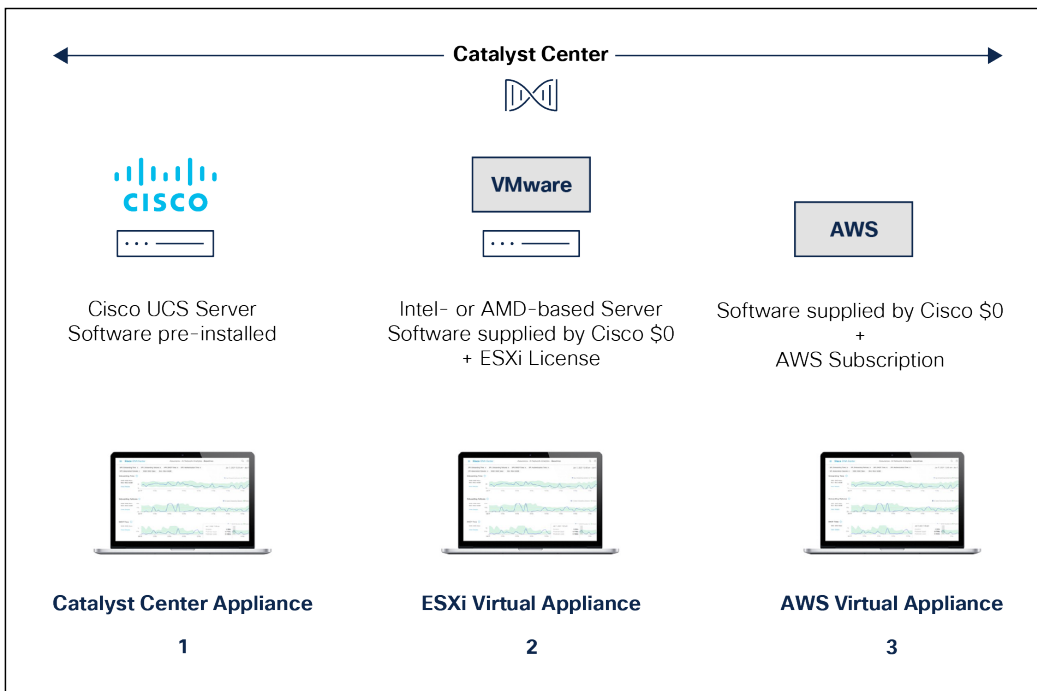 Catalyst Center
CISCO
VMware
AWS
Cisco UCS Server
Software pre-installed
Intel- or AMD-based Server
Software supplied by Cisco $0
+ ESXi License
Software supplied by Cisco $0
+
AWS Subscription
Catalyst Center Appliance
ESXi Virtual Appliance
AWS Virtual Appliance
1
2
3